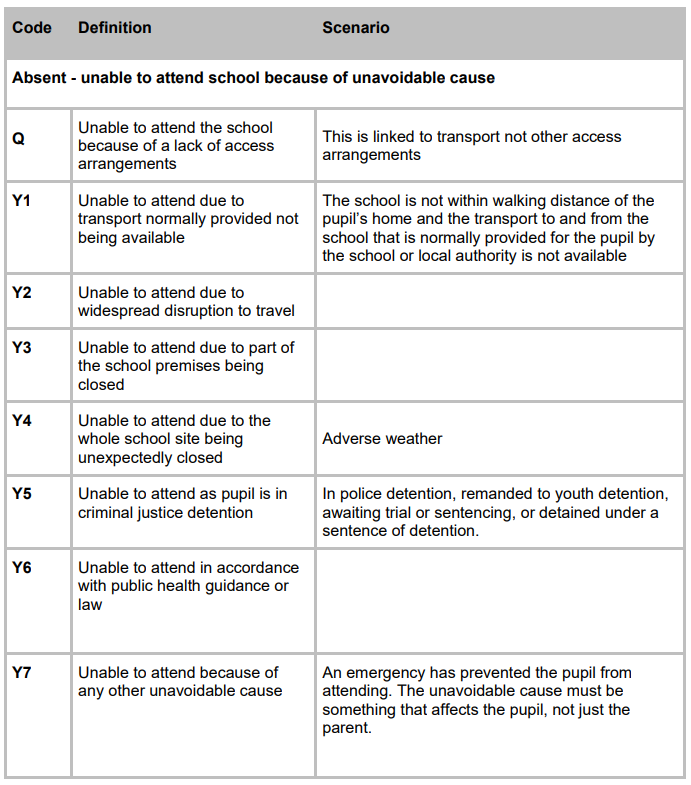 Code Definition Scenario
Absent - unable to attend school because of unavoidable cause
Q
Unable to attend the school
because of a lack of access
arrangements
This is linked to transport not other access
arrangements
Y1
Unable to attend due to
transport normally provided not
being available
The school is not within walking distance of the
pupil’s home and the transport to and from the
school that is normally provided for the pupil by
the school or local authority is not available
Y2
Unable to attend due to
widespread disruption to travel
Y3
Unable to attend due to part of
the school premises being
closed
Y4
Unable to attend due to the
whole school site being
unexpectedly closed
Adverse weather
Y5
Unable to attend as pupil is in
criminal justice detention
In police detention, remanded to youth detention,
awaiting trial or sentencing, or detained under a
sentence of detention.
Y6
Unable to attend in accordance
with public health guidance or
law
Y7
Unable to attend because of
any other unavoidable cause
An emergency has prevented the pupil from
attending. The unavoidable cause must be
something that affects the pupil, not just the
parent.